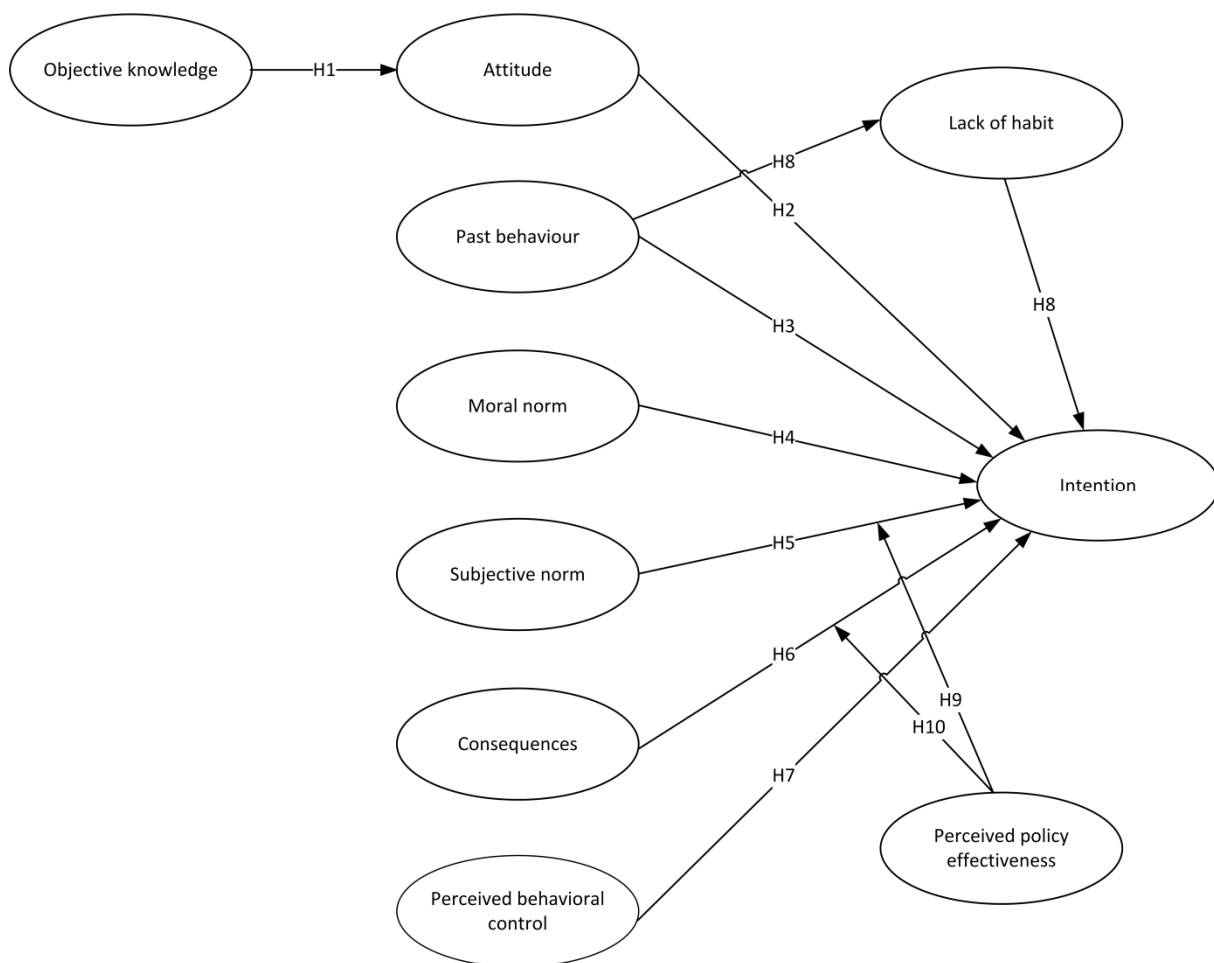 Objective knowledge
H1
Attitude
Lack of habit
H8
H2
Past behaviour
H3
H8
Moral norm
H4
Intention
H5
Subjective norm
H6
H9
H10
Consequences
H7
Perceived policy
effectiveness
Perceived behavioral
control